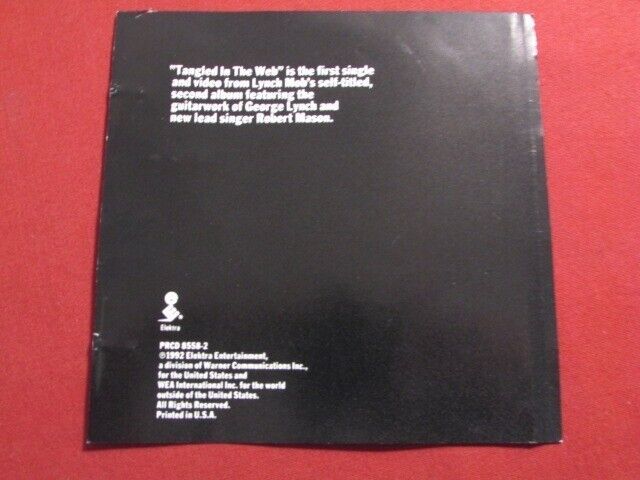 "Tangled In The Web" is the first single
and video from Lynch Mob's self-titled,
second album featuring the
guitarwork of George Lynch and
new lead singer Robert Mason.
Elektra
PRCD 8558-2
℗1992 Elektra Entertainment,
a division of Warner Communications Inc.,
for the United States and
WEA International Inc. for the world
outside of the United States.
All Rights Reserved.
Printed in U.S.A.